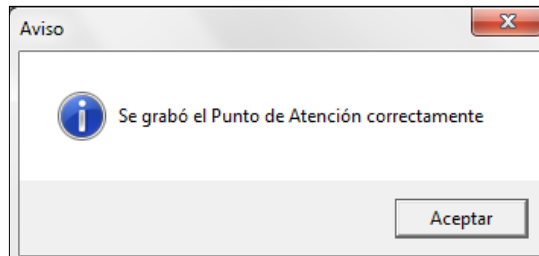 Aviso
Se grabó el Punto de Atención correctamente
Aceptar